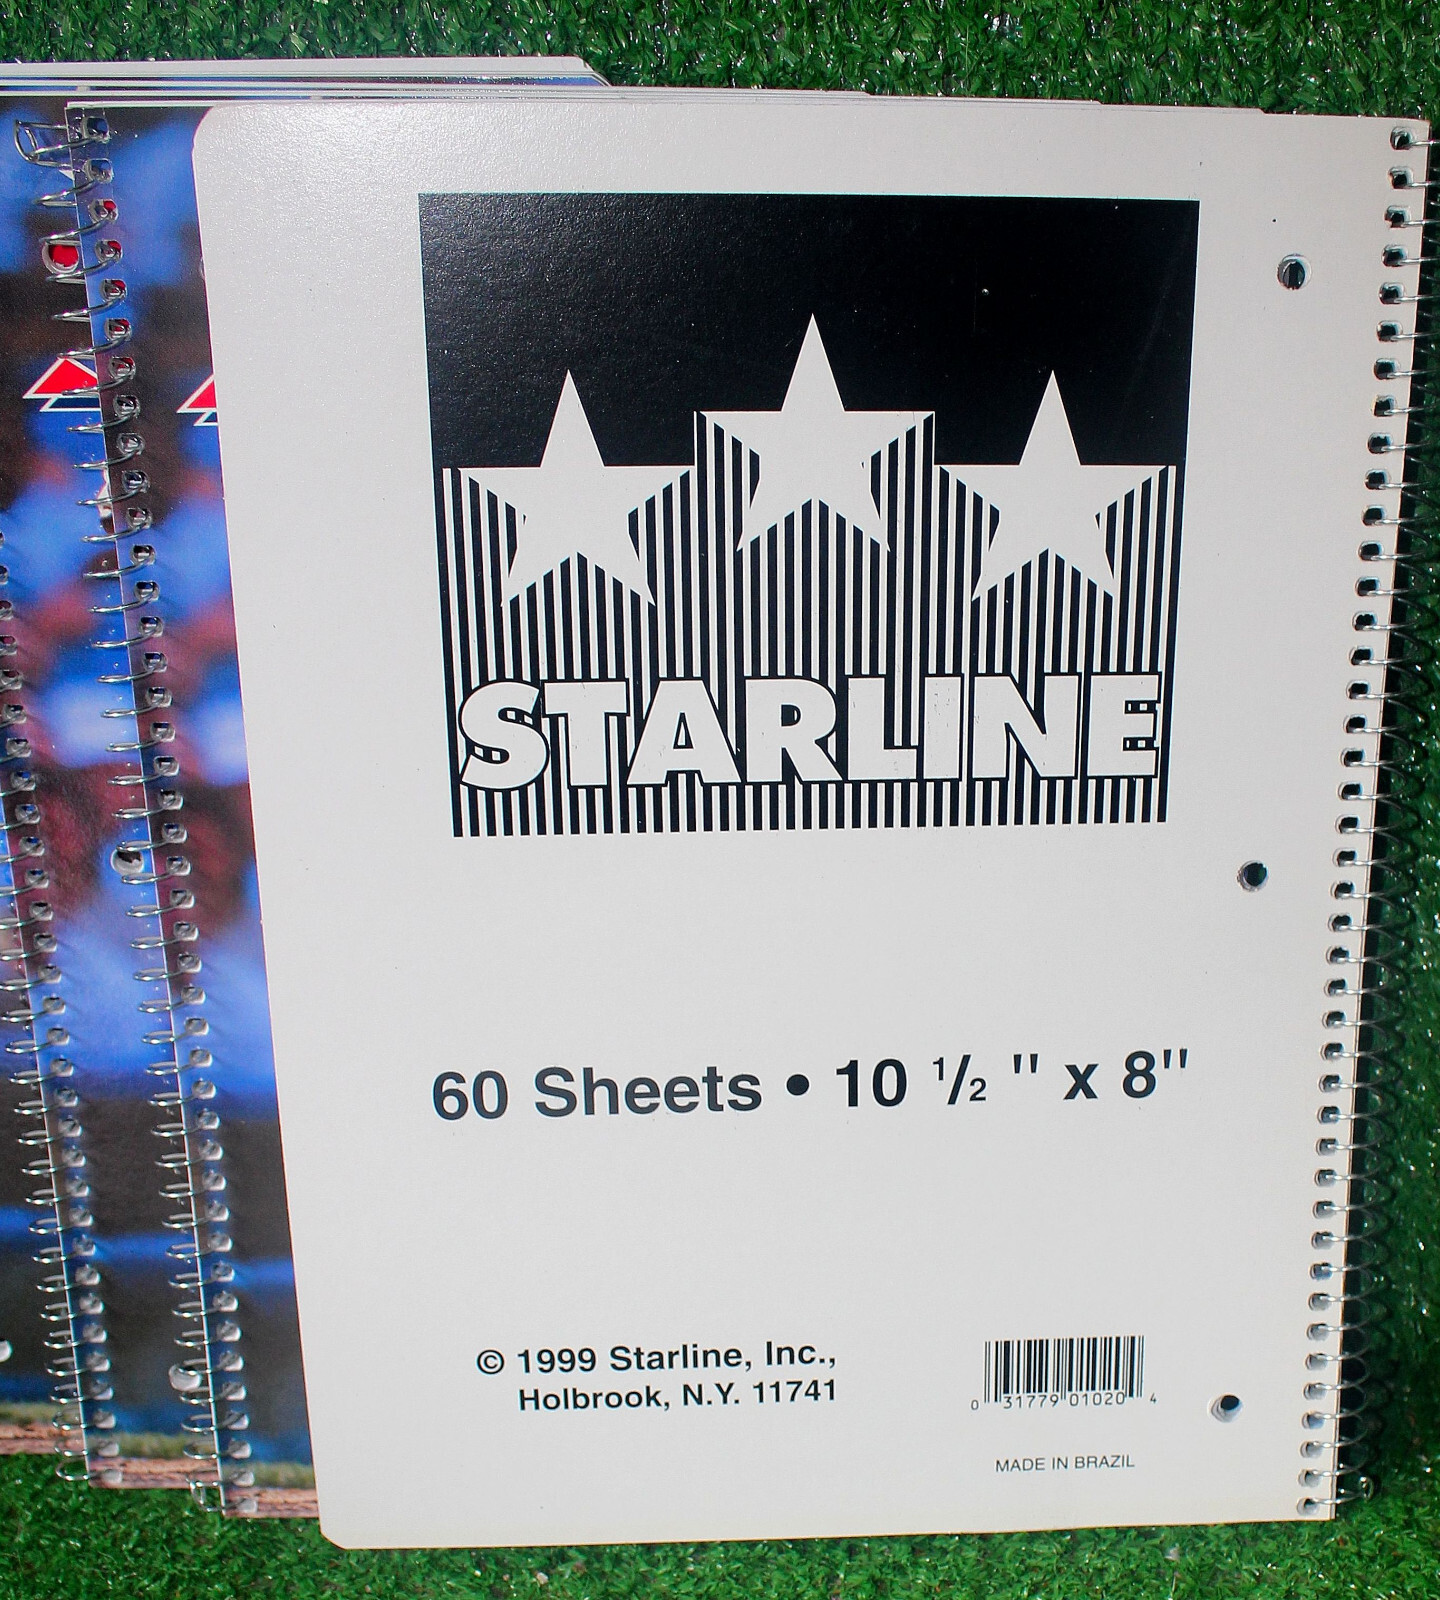 STARLINE
60 Sheets • 10 1/2 " x 8"
© 1999 Starline, Inc.,
Holbrook, N.Y. 11741
0 31779 01020 4
MADE IN BRAZIL